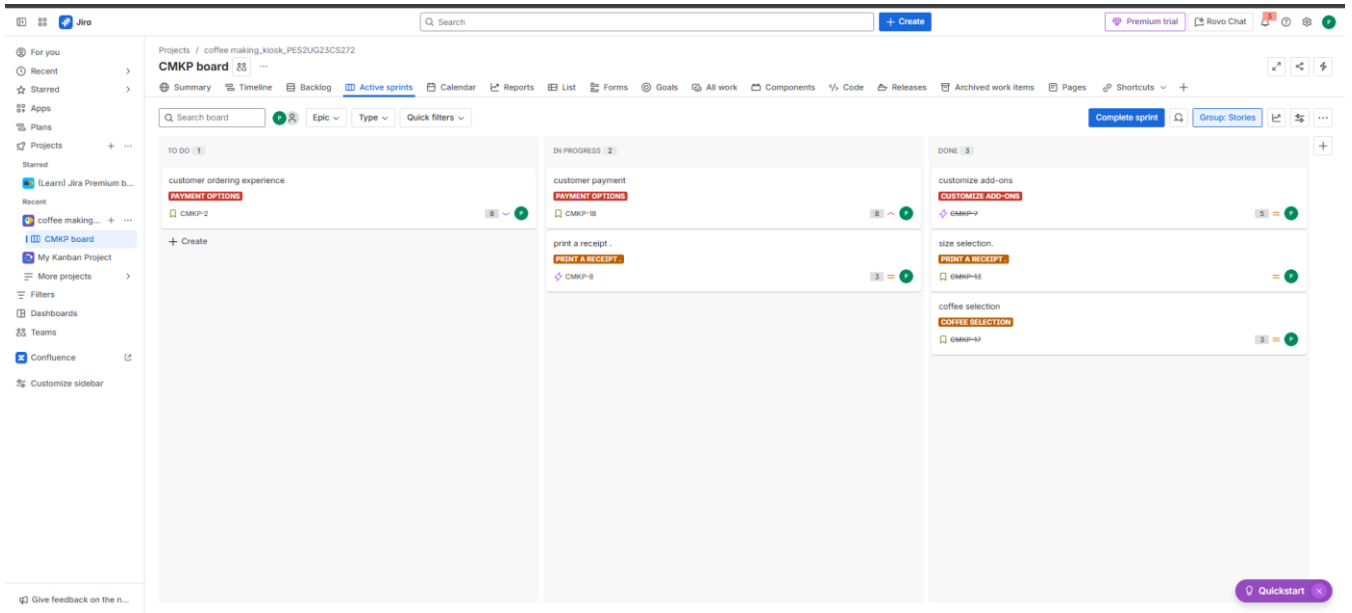 Jira
Search
+ Create
Premium trial
Rovo Chat
3
P
For you
Recent
Starred
Apps
Plans
Projects
Starred
(Learn) Jira Premium b...
Recent
coffee making...
CMKP board
My Kanban Project
More projects
Filters
Dashboards
Teams
Confluence
Customize sidebar
Give feedback on the n...
Projects / coffee making_kiosk_PES2UG23CS272
CMKP board
Summary Timeline Backlog Active sprints Calendar Reports List Forms Goals All work Components Code Releases Archived work items Pages Shortcuts
Search board P Epic Type Quick filters Complete sprint Group: Stories
TO DO 1
customer ordering experience
PAYMENT OPTIONS
CMKP-2 8 P
+ Create
IN PROGRESS 2
customer payment
PAYMENT OPTIONS
CMKP-18 8 P
print a receipt .
PRINT A RECEIPT .
CMKP-8 3 P
DONE 3
customize add-ons
CUSTOMIZE ADD-ONS
CMKP-7 5 P
size selection.
PRINT A RECEIPT .
CMKP-13 P
coffee selection
COFFEE SELECTION
CMKP-17 3 P
Quickstart